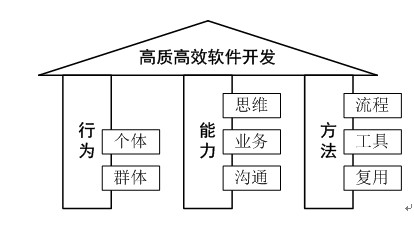 高质高效软件开发
行为
个体
群体
能力
思维
业务
沟通
方法
流程
工具
复用